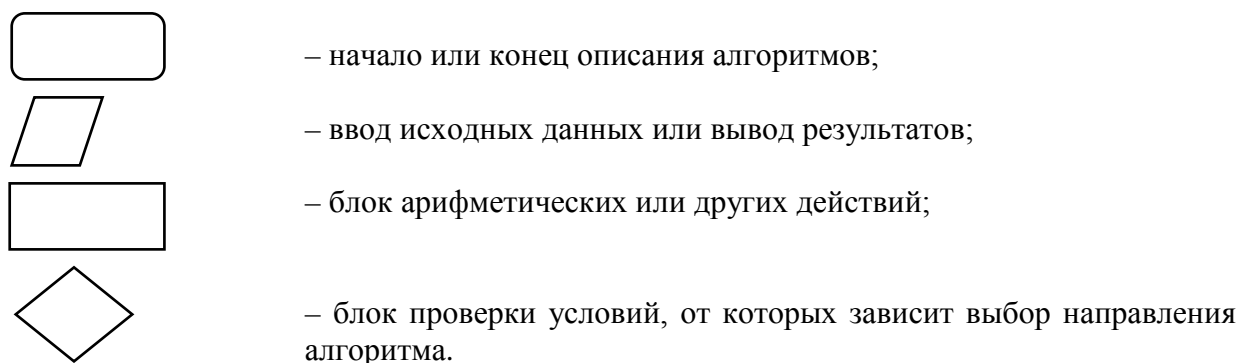 – начало или конец описания алгоритмов;
– ввод исходных данных или вывод результатов;
– блок арифметических или других действий;
– блок проверки условий, от которых зависит выбор направления
алгоритма.